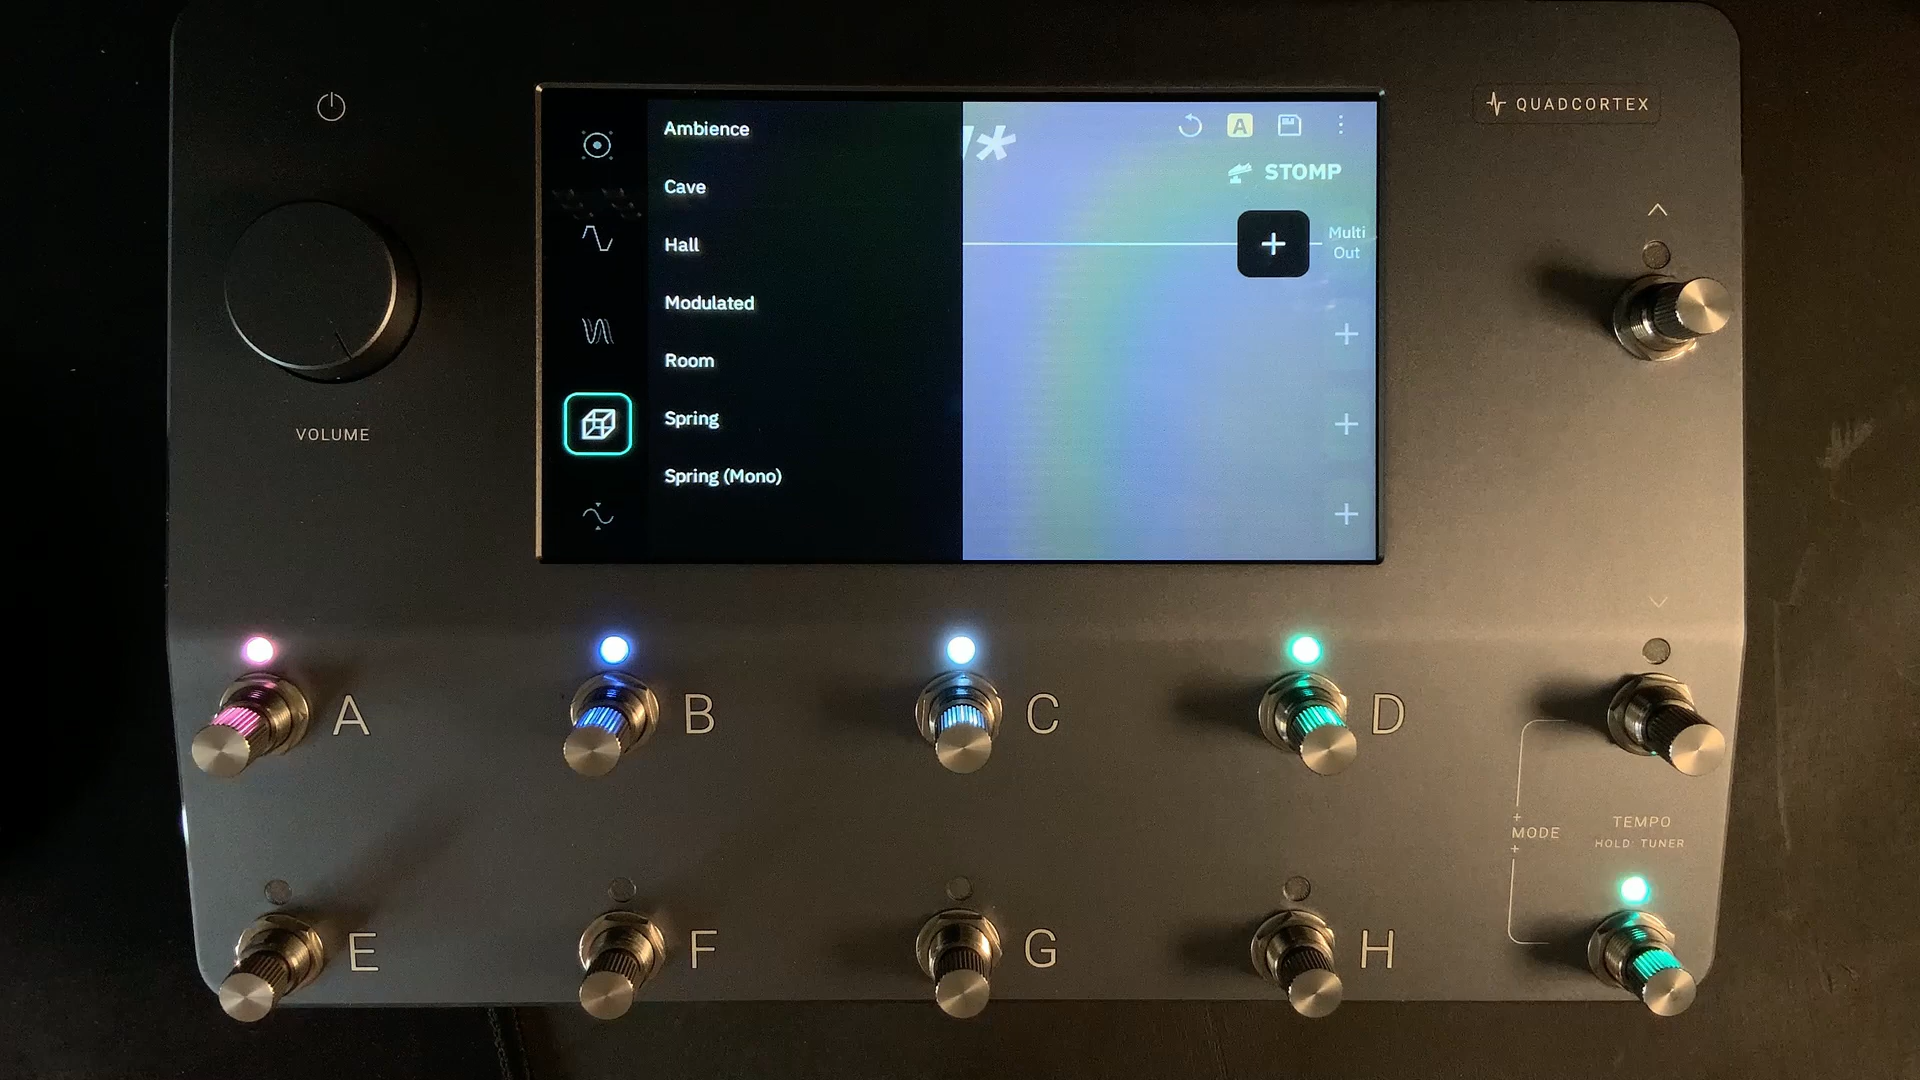 QUADCORTEX
VOLUME
Ambience
Cave
Hall
Modulated
Room
Spring
Spring (Mono)
A
STOMP
Multi
Out
A
B
C
D
+
MODE
+
TEMPO
HOLD: TUNER
E
F
G
H